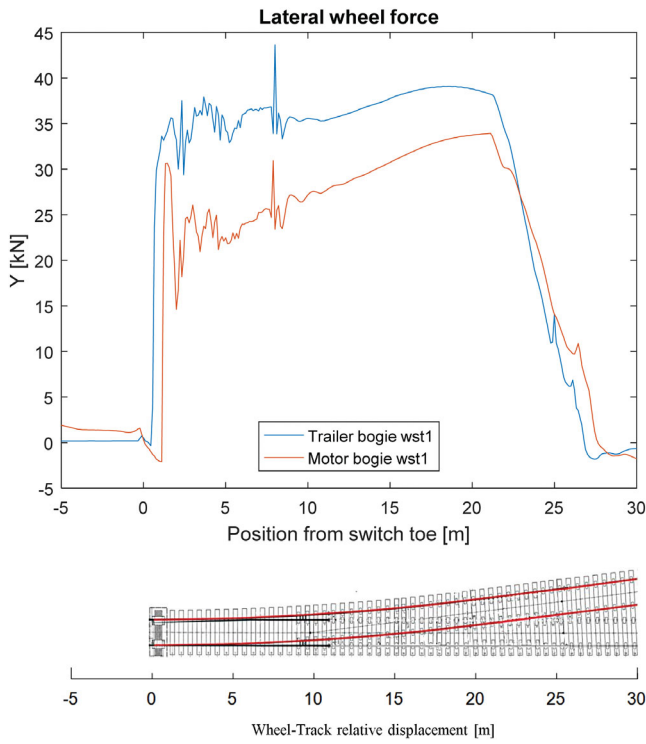 Lateral wheel force
45
40
35
30
25
20
15
10
5
0
-5
Y [kN]
Trailer bogie wst1
Motor bogie wst1
-5 0 5 10 15 20 25 30
Position from switch toe [m]
-5 0 5 10 15 20 25 30
Wheel-Track relative displacement [m]